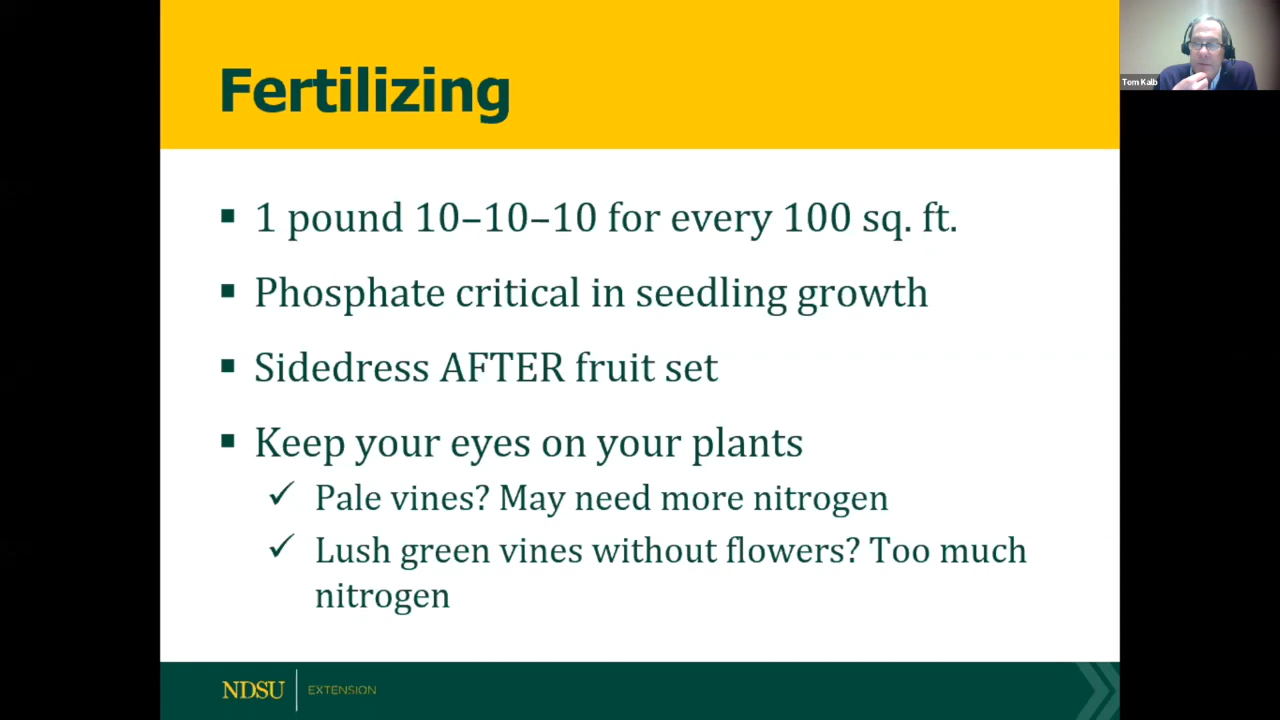 Fertilizing
Tom Kalb
▪ 1 pound 10–10–10 for every 100 sq. ft.
▪ Phosphate critical in seedling growth
▪ Sidedress AFTER fruit set
▪ Keep your eyes on your plants
✓ Pale vines? May need more nitrogen
✓ Lush green vines without flowers? Too much
nitrogen
NDSU EXTENSION